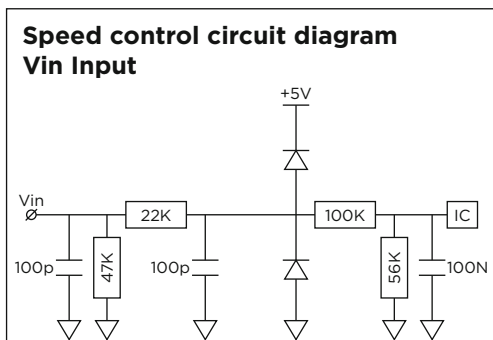 Speed control circuit diagram
Vin Input
+5V
Vin
22K
100K
IC
100p
47K
100p
56K
100N